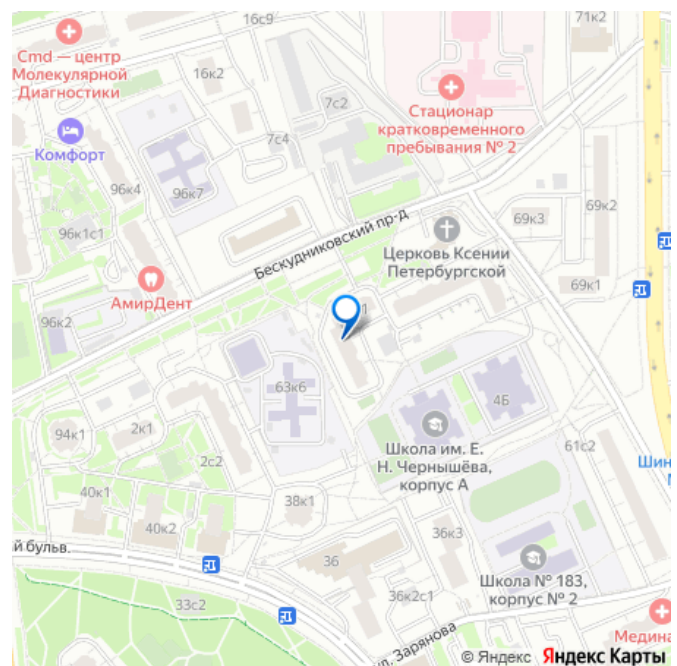 16с9
71к2
Cmd — центр
Молекулярной
Диагностики
16к2
7с2
Стационар
кратковременного
пребывания № 2
7с4
Комфорт
96к4
96к7
69к3
69к2
96к1с1
Бескудниковский пр-д
Церковь Ксении
Петербургской
АмирДент
69к1
96к2
1
63к6
4Б
94к1
2к1
Школа им. Е.
Н. Чернышёва,
корпус А
61с2
2с2
Шин
40к1
38к1
40к2
36к3
й бульв.
36
Школа № 183,
корпус № 2
33с2
36к2с1
ул. Зарянова
Медина
© Яндекс Яндекс Карты